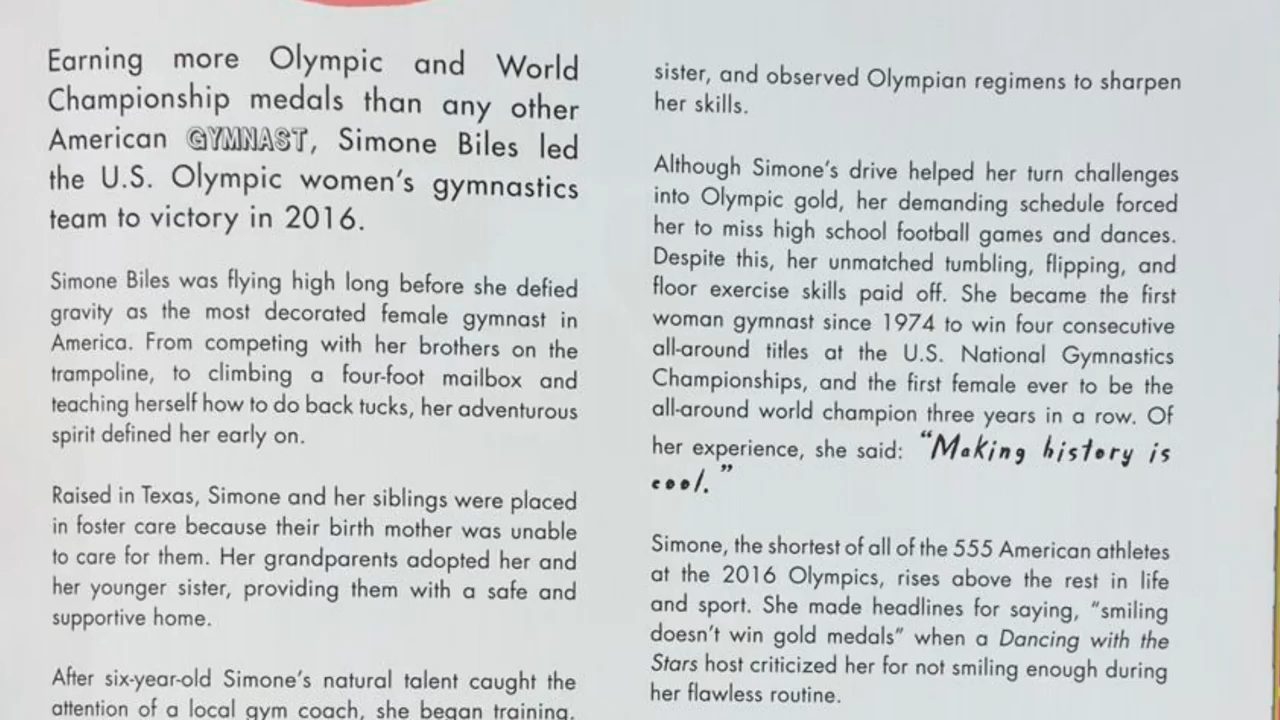 Earning more Olympic and World
Championship medals than any other
American GYMNAST, Simone Biles led
the U.S. Olympic women's gymnastics
team to victory in 2016.
Simone Biles was flying high long before she defied
gravity as the most decorated female gymnast in
America. From competing with her brothers on the
trampoline, to climbing a four-foot mailbox and
teaching herself how to do back tucks, her adventurous
spirit defined her early on.
Raised in Texas, Simone and her siblings were placed
in foster care because their birth mother was unable
to care for them. Her grandparents adopted her and
her younger sister, providing them with a safe and
supportive home.
After six-year-old Simone's natural talent caught the
attention of a local gym coach, she began training,
sister, and observed Olympian regimens to sharpen
her skills.
Although Simone's drive helped her turn challenges
into Olympic gold, her demanding schedule forced
her to miss high school football games and dances.
Despite this, her unmatched tumbling, flipping, and
floor exercise skills paid off. She became the first
woman gymnast since 1974 to win four consecutive
all-around titles at the U.S. National Gymnastics
Championships, and the first female ever to be the
all-around world champion three years in a row. Of
her experience, she said: "Making history is
cool."
Simone, the shortest of all of the 555 American athletes
at the 2016 Olympics, rises above the rest in life
and sport. She made headlines for saying, "smiling
doesn't win gold medals" when a Dancing with the
Stars host criticized her for not smiling enough during
her flawless routine.